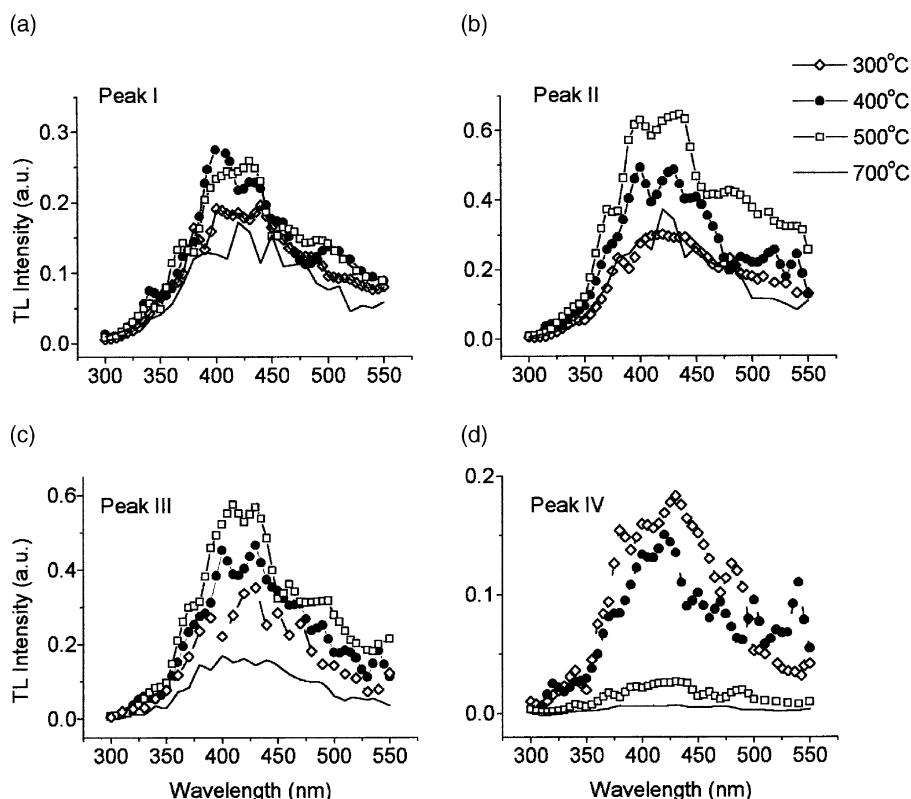 (a)
Peak I
TL Intensity (a.u.)
0.3
0.2
0.1
0.0
300 350 400 450 500 550
(b)
Peak II
0.6
0.4
0.2
0.0
300 350 400 450 500 550
300°C
400°C
500°C
700°C
(c)
Peak III
TL Intensity (a.u.)
0.6
0.4
0.2
0.0
300 350 400 450 500 550
Wavelength (nm)
(d)
Peak IV
0.2
0.1
0.0
300 350 400 450 500 550
Wavelength (nm)